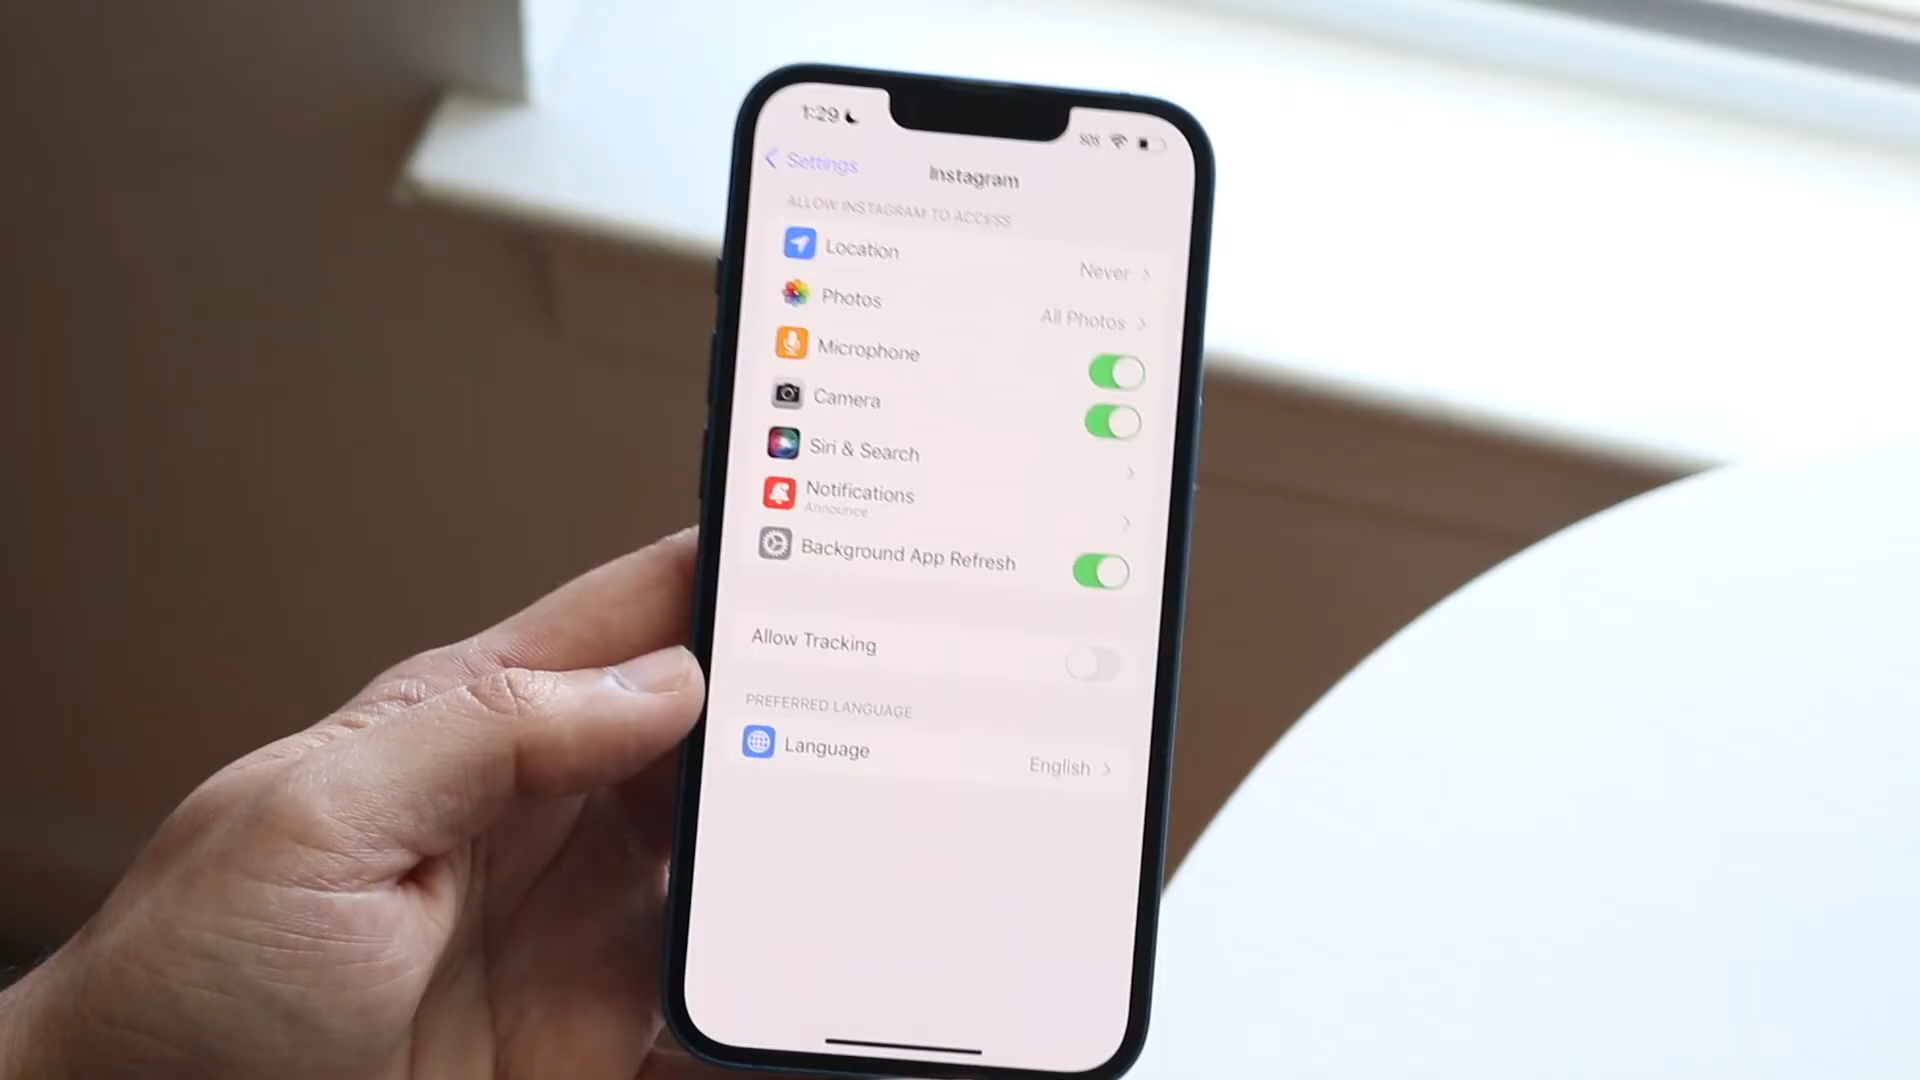 1:29
SOS
Settings
Instagram
ALLOW INSTAGRAM TO ACCESS
Location
Never
Photos
All Photos
Microphone
Camera
Siri & Search
Notifications
Announce
Background App Refresh
Allow Tracking
PREFERRED LANGUAGE
Language
English